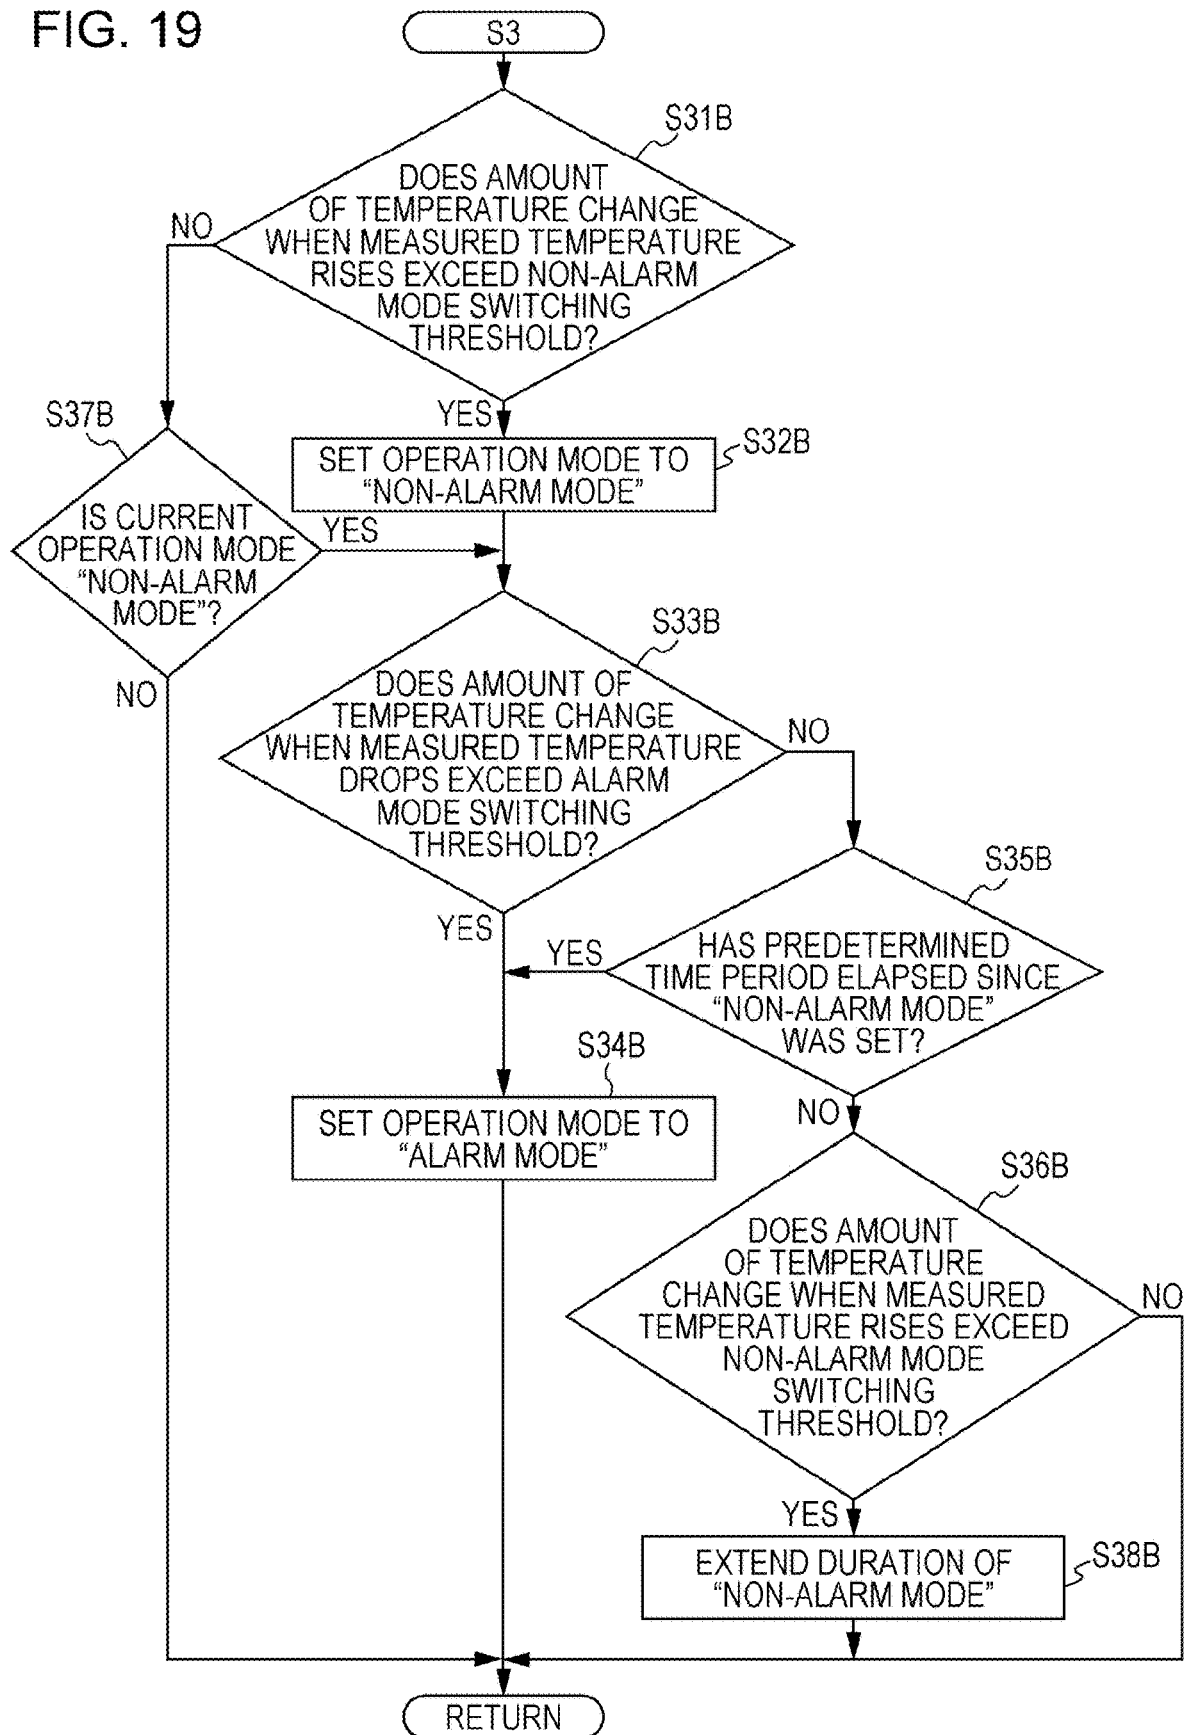 FIG. 19
S3
S31B
DOES AMOUNT
OF TEMPERATURE CHANGE
WHEN MEASURED TEMPERATURE
RISES EXCEED NON-ALARM
MODE SWITCHING
THRESHOLD?
NO
YES
S37B
IS CURRENT
OPERATION MODE
“NON-ALARM
MODE”?
YES
NO
S32B
SET OPERATION MODE TO
“NON-ALARM MODE”
S33B
DOES AMOUNT OF
TEMPERATURE CHANGE
WHEN MEASURED TEMPERATURE
DROPS EXCEED ALARM
MODE SWITCHING
THRESHOLD?
NO
YES
S35B
HAS PREDETERMINED
TIME PERIOD ELAPSED SINCE
“NON-ALARM MODE”
WAS SET?
YES
NO
S34B
SET OPERATION MODE TO
“ALARM MODE”
S36B
DOES AMOUNT
OF TEMPERATURE
CHANGE WHEN MEASURED
TEMPERATURE RISES EXCEED
NON-ALARM MODE
SWITCHING
THRESHOLD?
NO
YES
S38B
EXTEND DURATION OF
“NON-ALARM MODE”
RETURN